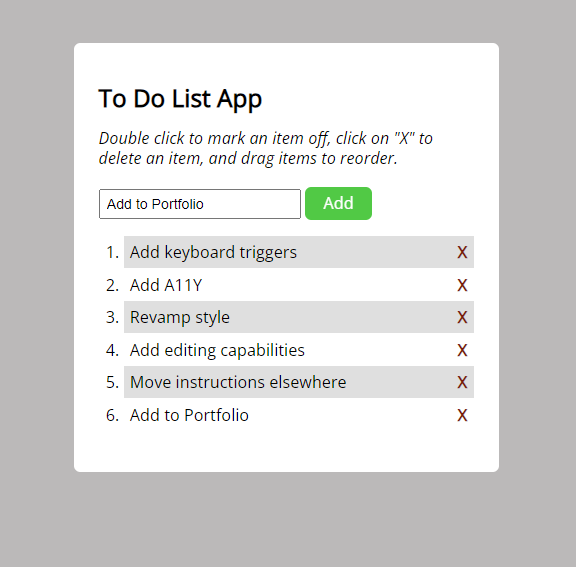 To Do List App
Double click to mark an item off, click on "X" to
delete an item, and drag items to reorder.
Add to Portfolio Add
1. Add keyboard triggers X
2. Add A11Y X
3. Revamp style X
4. Add editing capabilities X
5. Move instructions elsewhere X
6. Add to Portfolio X